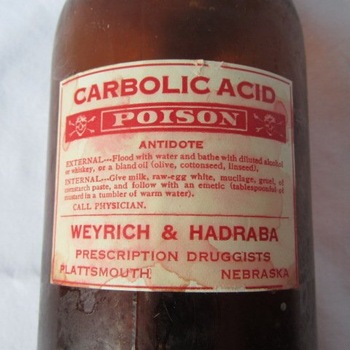 CARBOLIC ACID
POISON
ANTIDOTE
EXTERNAL---Flood with water and bathe with diluted alcohol
or whiskey, or a bland oil (olive, cottonseed, linseed).
INTERNAL---Give milk, raw-egg white, mucilage, gruel, or
cornstarch paste, and follow with an emetic (tablespoonful of
mustard in a tumbler of warm water).
CALL PHYSICIAN.
WEYRICH & HADRABA
PRESCRIPTION DRUGGISTS
PLATTSMOUTH NEBRASKA